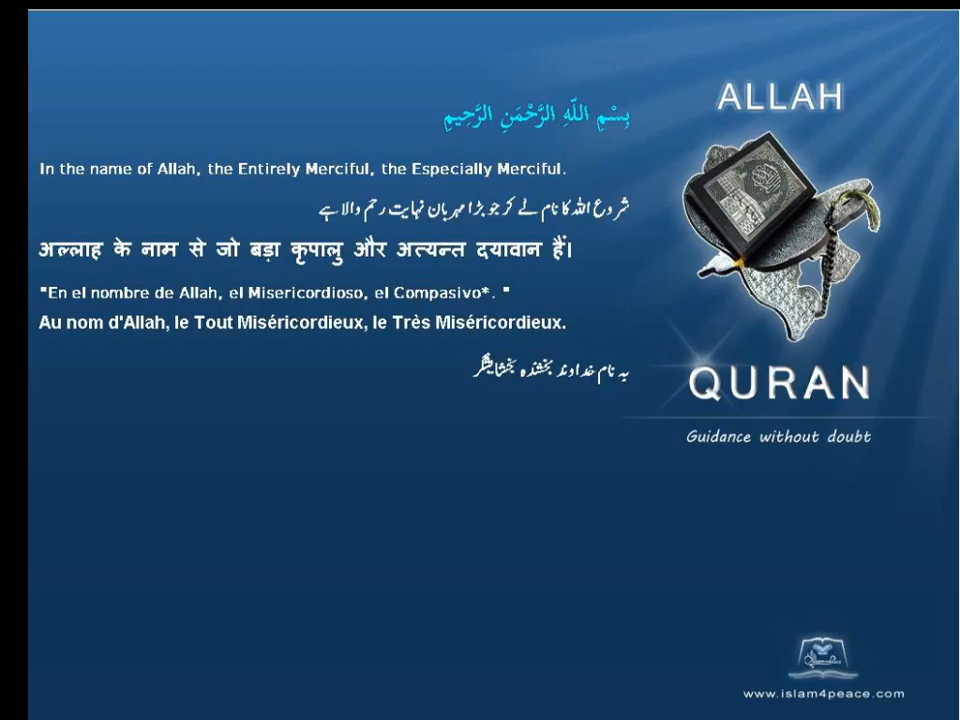 بِسْمِ اللَّهِ الرَّحْمَنِ الرَّحِيمِ
In the name of Allah, the Entirely Merciful, the Especially Merciful.
شروع اللہ کا نام لے کر جو بڑا مہربان نہایت رحم والا ہے
अल्लाह के नाम से जो बड़ा कृपालु और अत्यन्त दयावान हैं।
"En el nombre de Allah, el Misericordioso, el Compasivo*. "
Au nom d'Allah, le Tout Miséricordieux, le Très Miséricordieux.
به نام خداوند بخشنده بخشایشگر
ALLAH
QURAN
Guidance without doubt
www.islam4peace.com